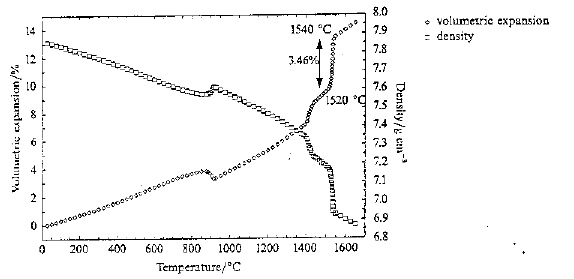 14
12
10
8
6
4
2
0
Volumetric expansion/%
0 200 400 600 800 1000 1200 1400 1600
Temperature/°C
8.0
7.9
7.8
7.7
7.6
7.5
7.4
7.3
7.2
7.1
7.0
6.9
6.8
Density/g cm⁻³
1540 °C
3.46%
1520 °C
volumetric expansion
density